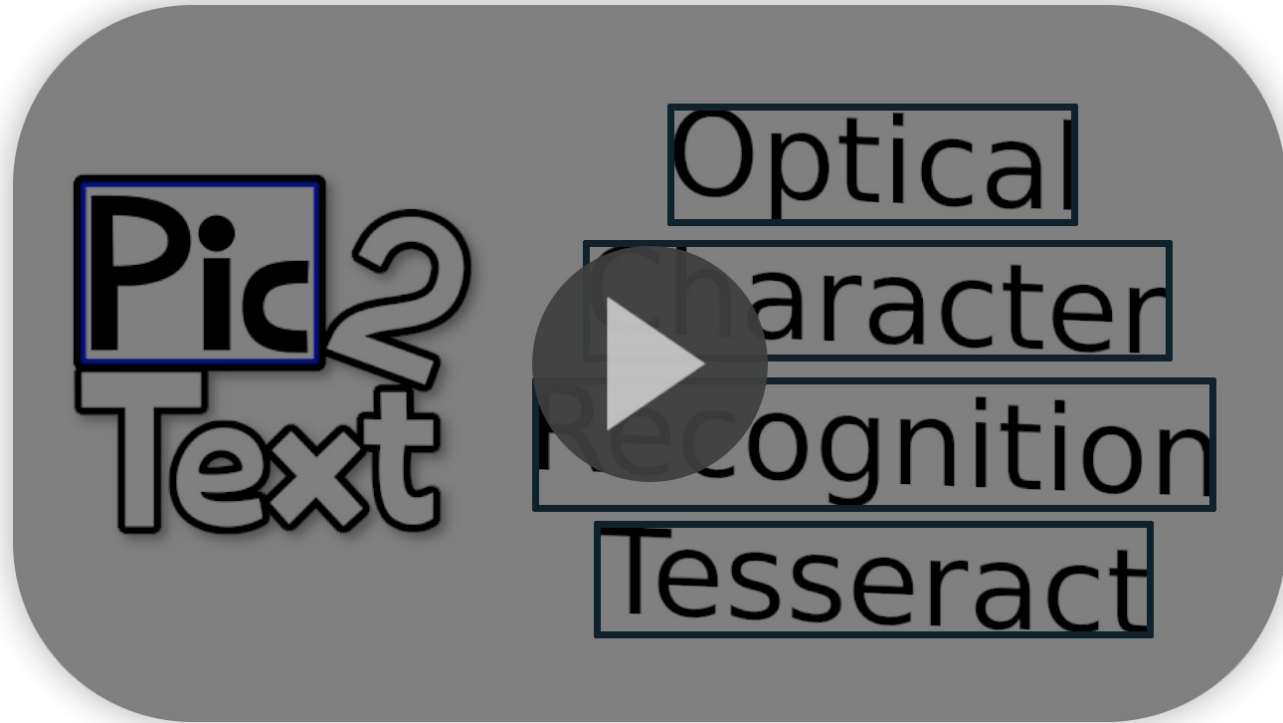 Pic2
Text
Optical
Character
Recognition
Tesseract